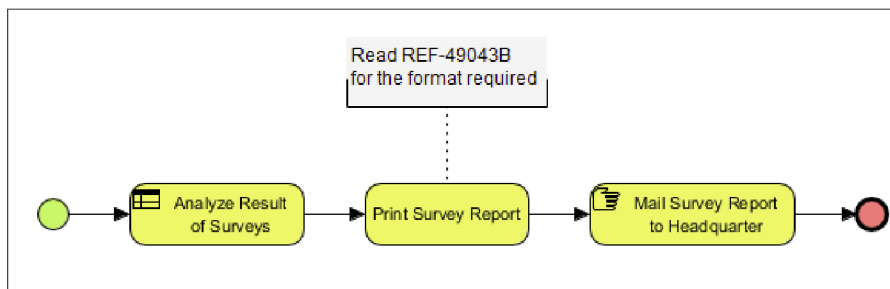 Read REF-49043B
for the format required
Analyze Result
of Surveys
Print Survey Report
Mail Survey Report
to Headquarter